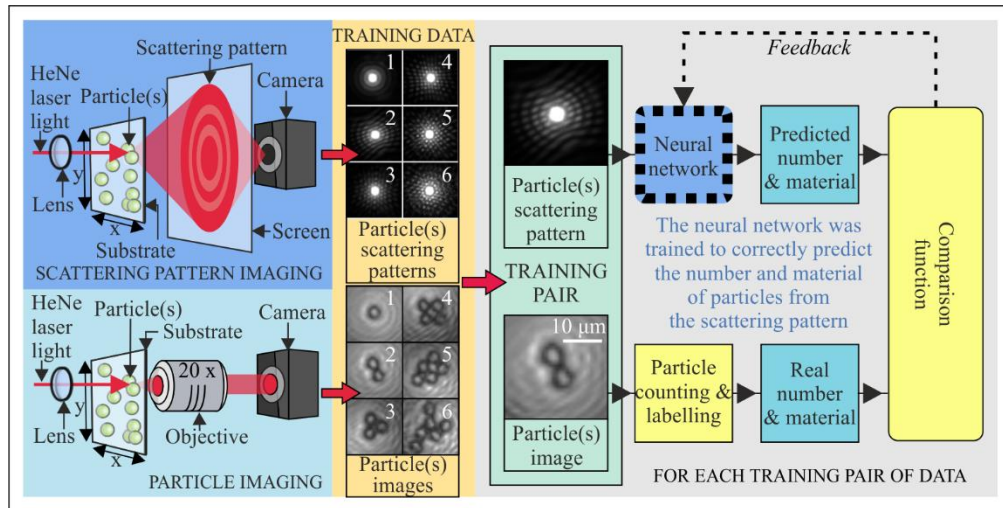 Scattering pattern
HeNe
laser
light
Particle(s)
Camera
y
Lens
x
Substrate
Screen
SCATTERING PATTERN IMAGING
HeNe
laser
light
Particle(s)
Substrate
Camera
20 x
y
Lens
x
Objective
PARTICLE IMAGING
TRAINING DATA
1 4
2 5
3 6
Particle(s)
scattering
patterns
1 4
2 5
3 6
Particle(s)
images
Particle(s)
scattering
pattern
TRAINING
PAIR
10 µm
Particle(s)
image
Feedback
Neural
network
Predicted
number
& material
The neural network was
trained to correctly predict
the number and material
of particles from
the scattering pattern
Particle
counting &
labelling
Real
number
& material
Comparison
function
FOR EACH TRAINING PAIR OF DATA